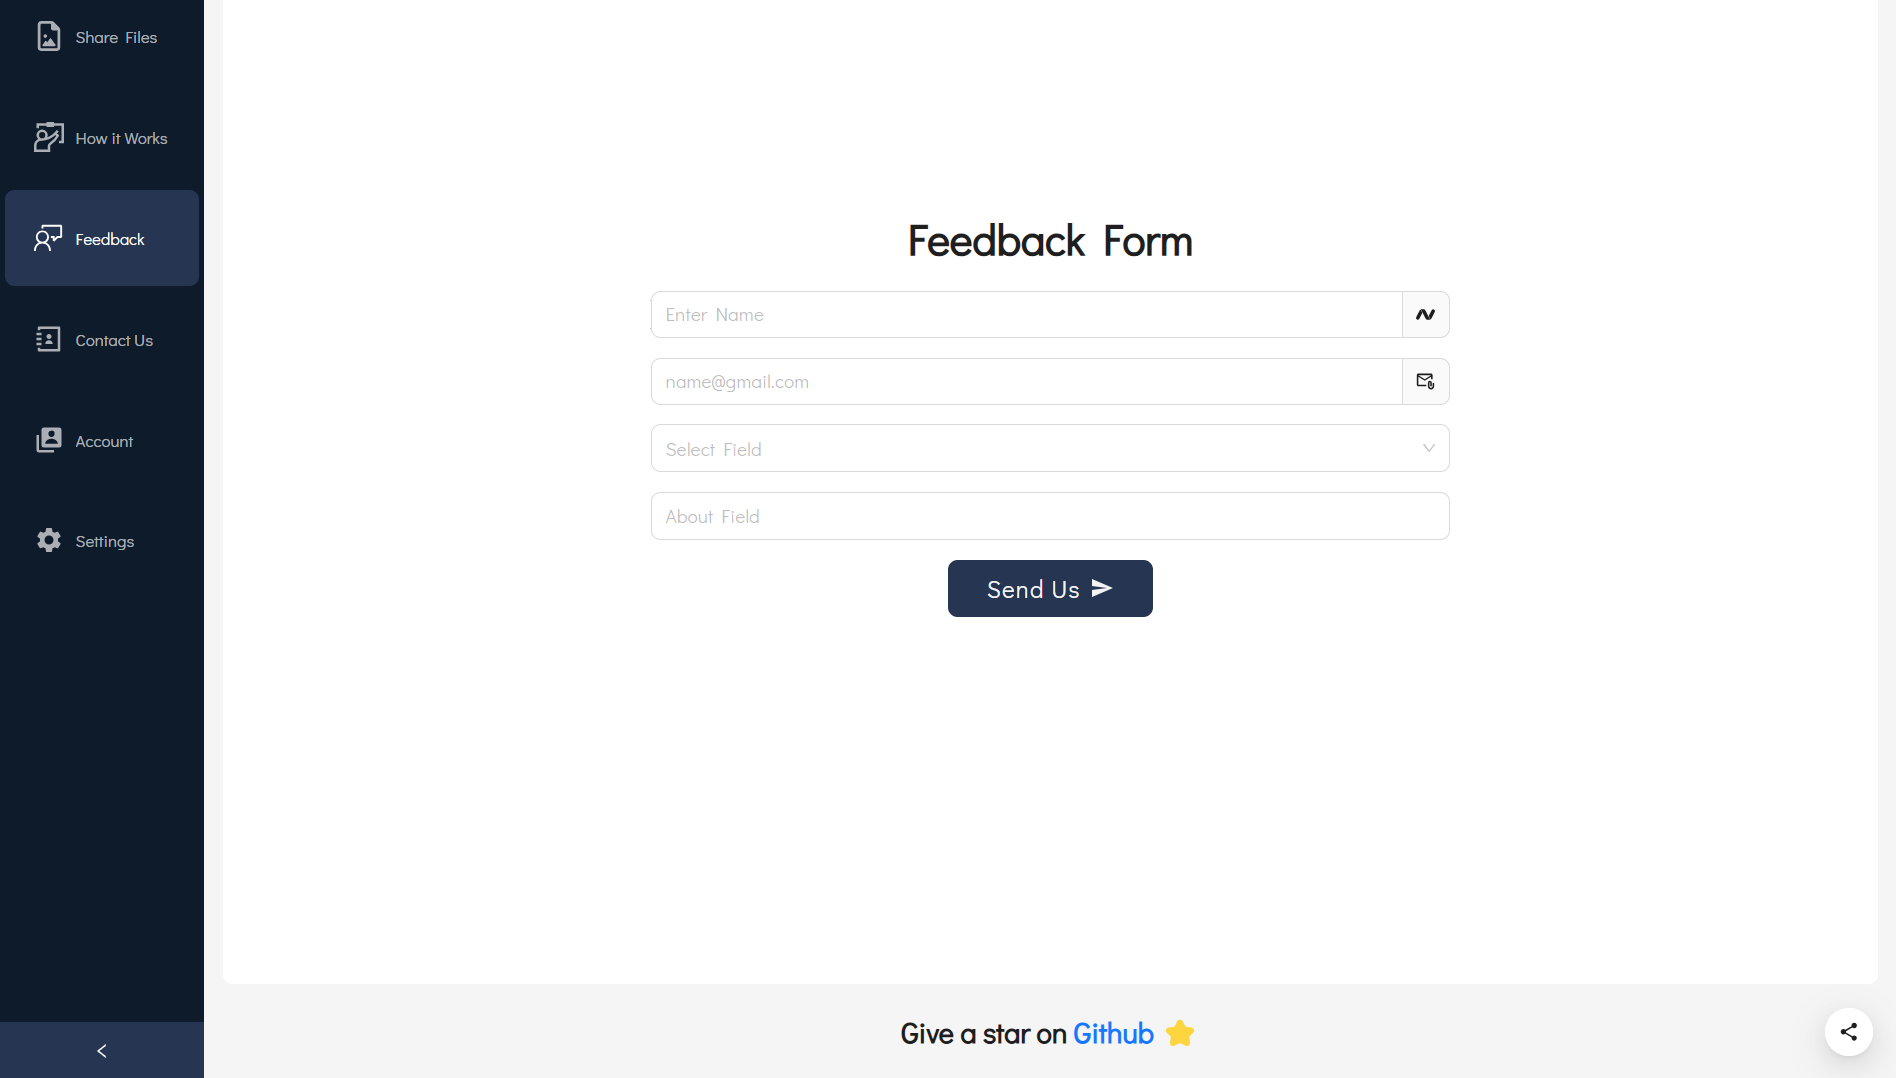 Share Files
How it Works
Feedback
Contact Us
Account
Settings
Feedback Form
Enter Name
name@gmail.com
Select Field
About Field
Send Us
Give a star on Github